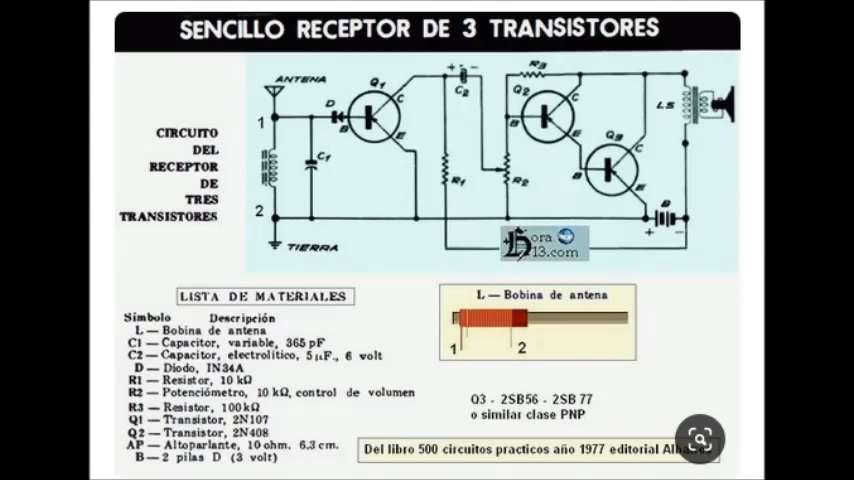 SENCILLO RECEPTOR DE 3 TRANSISTORES
ANTENA
1
D
B
Q1
C
E
C1
+ -
C2
R1
R2
R3
Q2
B
C
E
Q3
B
C
E
LS
B
+ -
2
TIERRA
CIRCUITO
DEL
RECEPTOR
DE
TRES
TRANSISTORES
Hora
13.com
LISTA DE MATERIALES
Símbolo Descripción
L — Bobina de antena
C1 — Capacitor, variable, 365 pF
C2 — Capacitor, electrolítico, 5 µF., 6 volt
D — Diodo, IN34A
R1 — Resistor, 10 kΩ
R2 — Potenciómetro, 10 kΩ, control de volumen
R3 — Resistor, 100 kΩ
Q1 — Transistor, 2N107
Q2 — Transistor, 2N408
AP — Altoparlante, 10 ohm. 6,3 cm.
B — 2 pilas D (3 volt)
L — Bobina de antena
1 2
Q3 - 2SB56 - 2SB 77
o similar clase PNP
Del libro 500 circuitos practicos año 1977 editorial